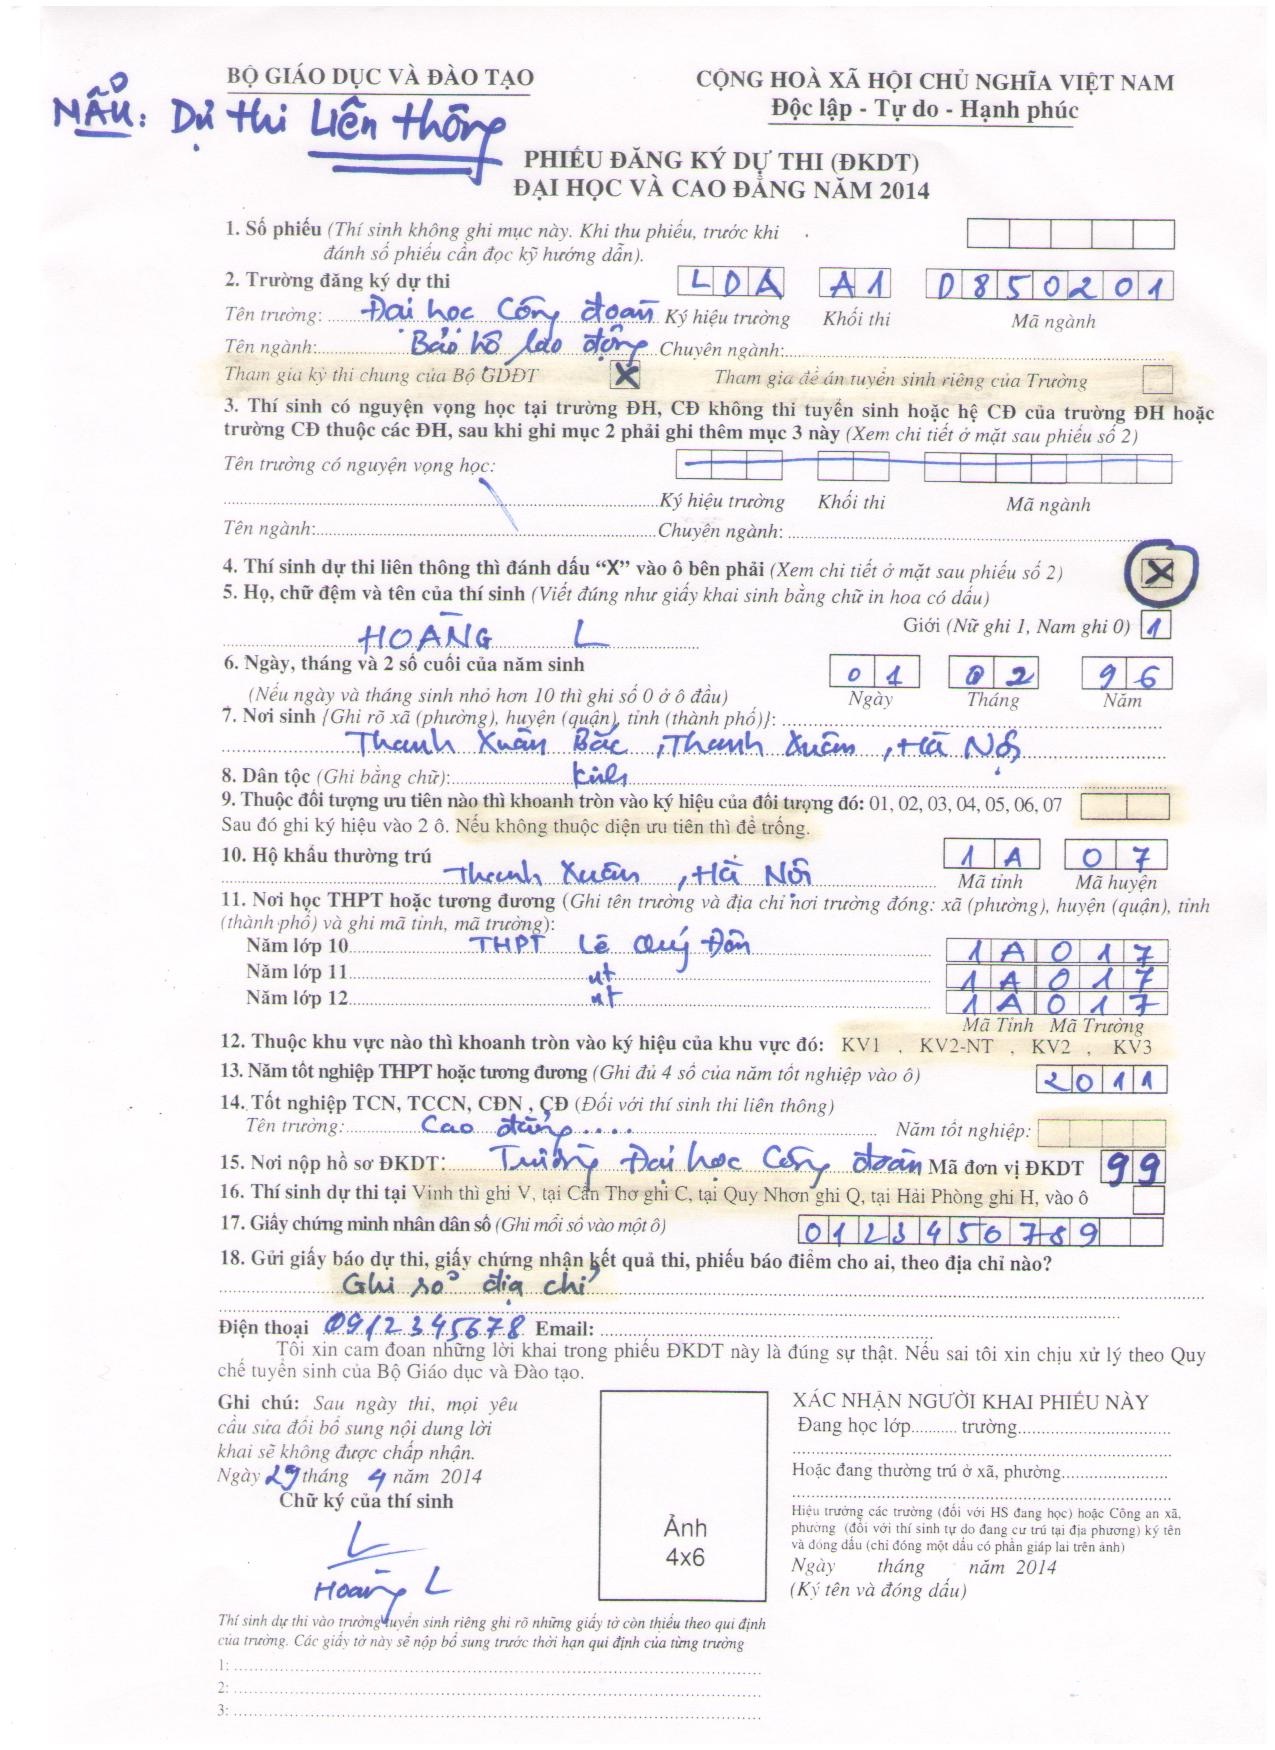 BỘ GIÁO DỤC VÀ ĐÀO TẠO
CỘNG HOÀ XÃ HỘI CHỦ NGHĨA VIỆT NAM
Độc lập - Tự do - Hạnh phúc
MẪU: Dự thi Liên thông
PHIẾU ĐĂNG KÝ DỰ THI (ĐKDT)
ĐẠI HỌC VÀ CAO ĐẲNG NĂM 2014
1. Số phiếu (Thí sinh không ghi mục này. Khi thu phiếu, trước khi
đánh số phiếu cần đọc kỹ hướng dẫn).
2. Trường đăng ký dự thi LDA A1 D850201
Tên trường: Đại học Công đoàn Ký hiệu trường Khối thi Mã ngành
Tên ngành: Bảo hộ lao động Chuyên ngành:
Tham gia kỳ thi chung của Bộ GDĐT X Tham gia đề án tuyển sinh riêng của Trường
3. Thí sinh có nguyện vọng học tại trường ĐH, CĐ không thi tuyển sinh hoặc hệ CĐ của trường ĐH hoặc
trường CĐ thuộc các ĐH, sau khi ghi mục 2 phải ghi thêm mục 3 này (Xem chi tiết ở mặt sau phiếu số 2)
Tên trường có nguyện vọng học:
Ký hiệu trường Khối thi Mã ngành
Tên ngành: Chuyên ngành:
4. Thí sinh dự thi liên thông thì đánh dấu “X” vào ô bên phải (Xem chi tiết ở mặt sau phiếu số 2) X
5. Họ, chữ đệm và tên của thí sinh (Viết đúng như giấy khai sinh bằng chữ in hoa có dấu)
HOÀNG L Giới (Nữ ghi 1, Nam ghi 0) 1
6. Ngày, tháng và 2 số cuối của năm sinh 01 02 96
(Nếu ngày và tháng sinh nhỏ hơn 10 thì ghi số 0 ở ô đầu) Ngày Tháng Năm
7. Nơi sinh {Ghi rõ xã (phường), huyện (quận), tỉnh (thành phố)}:
Thanh Xuân Bắc, Thanh Xuân, Hà Nội
8. Dân tộc (Ghi bằng chữ): Kinh
9. Thuộc đối tượng ưu tiên nào thì khoanh tròn vào ký hiệu của đối tượng đó: 01, 02, 03, 04, 05, 06, 07
Sau đó ghi ký hiệu vào 2 ô. Nếu không thuộc diện ưu tiên thì để trống.
10. Hộ khẩu thường trú 1A 07
Thanh Xuân, Hà Nội Mã tỉnh Mã huyện
11. Nơi học THPT hoặc tương đương (Ghi tên trường và địa chỉ nơi trường đóng: xã (phường), huyện (quận), tỉnh
(thành phố) và ghi mã tỉnh, mã trường):
Năm lớp 10 THPT Lê Quý Đôn 1A 017
Năm lớp 11 nt 1A 017
Năm lớp 12 nt 1A 017
Mã Tỉnh Mã Trường
12. Thuộc khu vực nào thì khoanh tròn vào ký hiệu của khu vực đó: KV1 , KV2-NT , KV2 , KV3
13. Năm tốt nghiệp THPT hoặc tương đương (Ghi đủ 4 số của năm tốt nghiệp vào ô) 2011
14. Tốt nghiệp TCN, TCCN, CĐN , CĐ (Đối với thí sinh thi liên thông)
Tên trường: Cao đẳng ..... Năm tốt nghiệp:
15. Nơi nộp hồ sơ ĐKDT: Trường Đại học Công đoàn Mã đơn vị ĐKDT 99
16. Thí sinh dự thi tại Vinh thì ghi V, tại Cần Thơ ghi C, tại Quy Nhơn ghi Q, tại Hải Phòng ghi H, vào ô
17. Giấy chứng minh nhân dân số (Ghi mỗi số vào một ô) 0123450789
18. Gửi giấy báo dự thi, giấy chứng nhận kết quả thi, phiếu báo điểm cho ai, theo địa chỉ nào?
Ghi số địa chỉ
Điện thoại 0912345678 Email:
Tôi xin cam đoan những lời khai trong phiếu ĐKDT này là đúng sự thật. Nếu sai tôi xin chịu xử lý theo Quy
chế tuyển sinh của Bộ Giáo dục và Đào tạo.
Ghi chú: Sau ngày thi, mọi yêu
cầu sửa đổi bổ sung nội dung lời
khai sẽ không được chấp nhận.
Ngày 29 tháng 4 năm 2014
Chữ ký của thí sinh
L
Hoàng L
Ảnh
4x6
XÁC NHẬN NGƯỜI KHAI PHIẾU NÀY
Đang học lớp........... trường
Hoặc đang thường trú ở xã, phường
Hiệu trưởng các trường (đối với HS đang học) hoặc Công an xã,
phường (đối với thí sinh tự do đang cư trú tại địa phương) ký tên
và đóng dấu (chỉ đóng một dấu có phần giáp lai trên ảnh)
Ngày tháng năm 2014
(Ký tên và đóng dấu)
Thí sinh dự thi vào trường tuyển sinh riêng ghi rõ những giấy tờ còn thiếu theo qui định
của trường. Các giấy tờ này sẽ nộp bổ sung trước thời hạn qui định của từng trường
1:
2:
3: